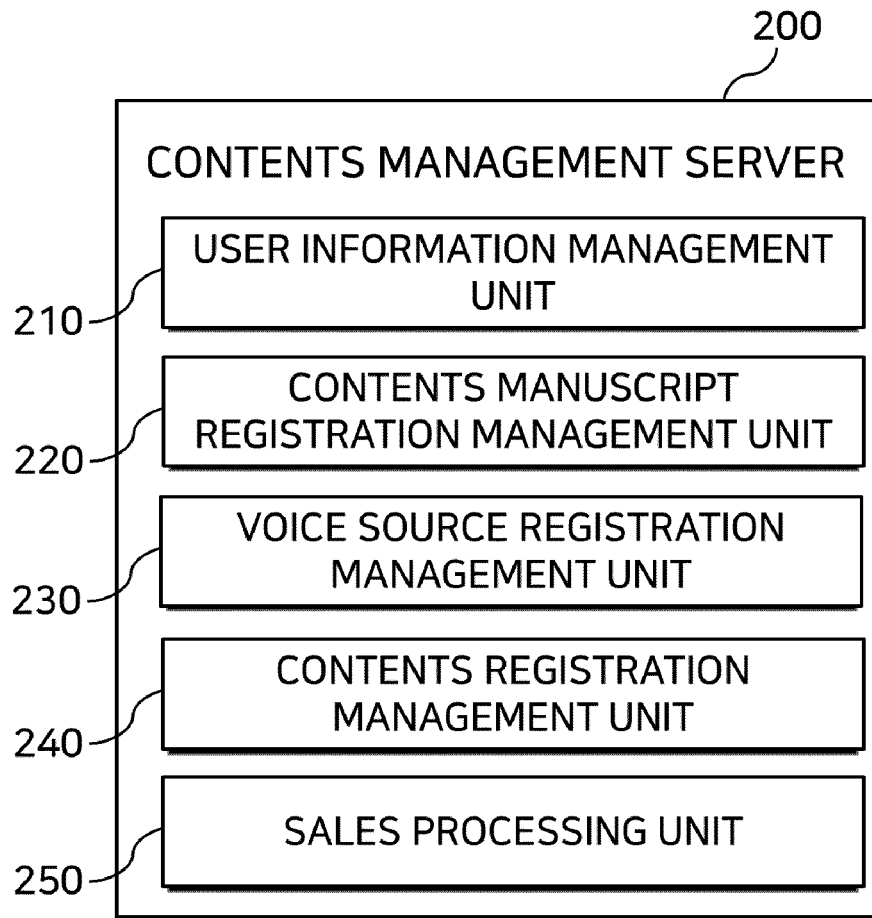 200
CONTENTS MANAGEMENT SERVER
USER INFORMATION MANAGEMENT
UNIT
210
CONTENTS MANUSCRIPT
REGISTRATION MANAGEMENT UNIT
220
VOICE SOURCE REGISTRATION
MANAGEMENT UNIT
230
CONTENTS REGISTRATION
MANAGEMENT UNIT
240
SALES PROCESSING UNIT
250